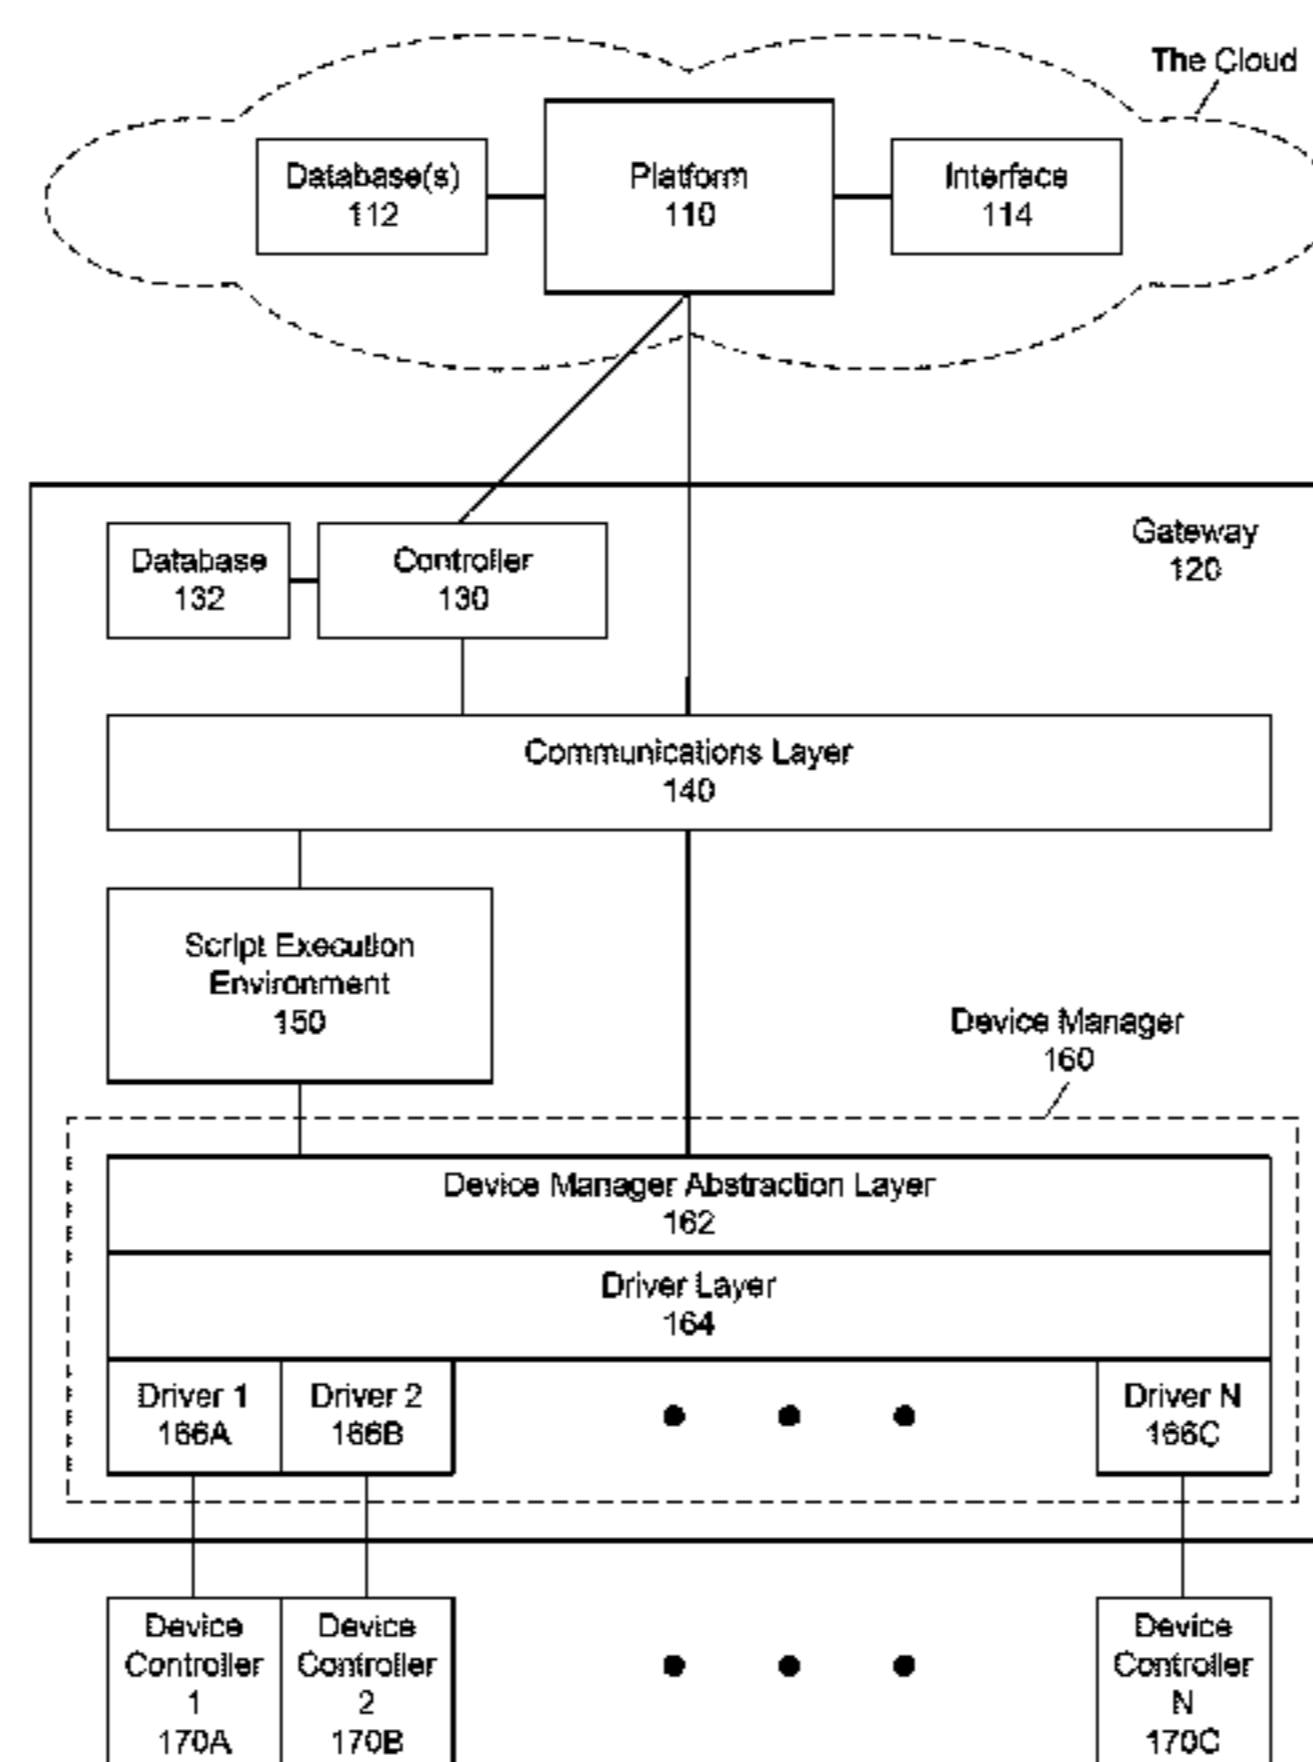 The Cloud
Database(s)
112
Platform
110
Interface
114
Gateway
120
Database
132
Controller
130
Communications Layer
140
Script Execution
Environment
150
Device Manager
160
Device Manager Abstraction Layer
162
Driver Layer
164
Driver 1
166A
Driver 2
166B
Driver N
166C
Device
Controller
1
170A
Device
Controller
2
170B
Device
Controller
N
170C